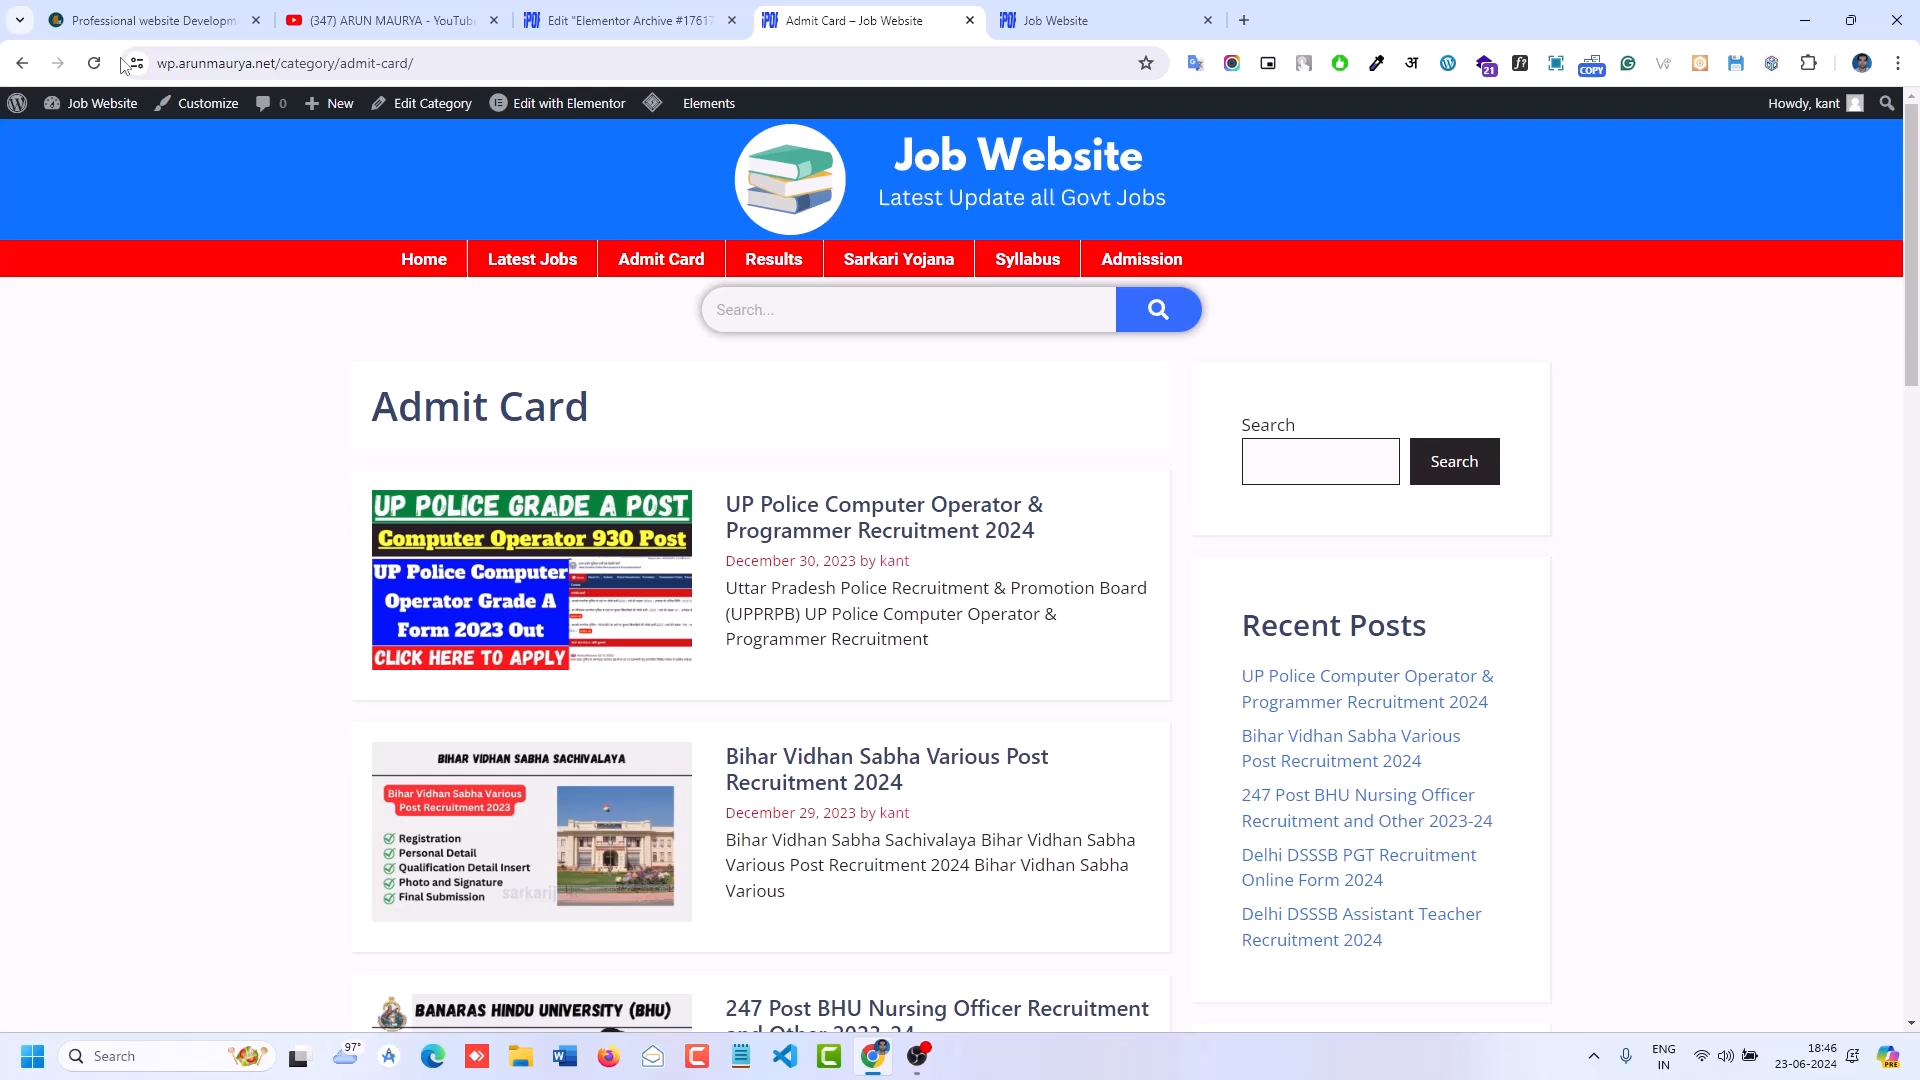 Professional website Developm
(347) ARUN MAURYA - YouTube
Edit "Elementor Archive #17617
Admit Card – Job Website
Job Website
wp.arunmaurya.net/category/admit-card/
21
COPY
Job Website
Customize
0
New
Edit Category
Edit with Elementor
Elements
Howdy, kant
Job Website
Latest Update all Govt Jobs
Home
Latest Jobs
Admit Card
Results
Sarkari Yojana
Syllabus
Admission
Search...
Admit Card
UP POLICE GRADE A POST
Computer Operator 930 Post
UP Police Computer
Operator Grade A
Form 2023 Out
CLICK HERE TO APPLY
UP Police Computer Operator &
Programmer Recruitment 2024
December 30, 2023 by kant
Uttar Pradesh Police Recruitment & Promotion Board
(UPPRPB) UP Police Computer Operator &
Programmer Recruitment
BIHAR VIDHAN SABHA SACHIVALAYA
Bihar Vidhan Sabha Various
Post Recruitment 2023
Registration
Personal Detail
Qualification Detail Insert
Photo and Signature
Final Submission
Bihar Vidhan Sabha Various Post
Recruitment 2024
December 29, 2023 by kant
Bihar Vidhan Sabha Sachivalaya Bihar Vidhan Sabha
Various Post Recruitment 2024 Bihar Vidhan Sabha
Various
BANARAS HINDU UNIVERSITY (BHU)
247 Post BHU Nursing Officer Recruitment
and Other 2023-24
Search
Search
Recent Posts
UP Police Computer Operator &
Programmer Recruitment 2024
Bihar Vidhan Sabha Various
Post Recruitment 2024
247 Post BHU Nursing Officer
Recruitment and Other 2023-24
Delhi DSSSB PGT Recruitment
Online Form 2024
Delhi DSSSB Assistant Teacher
Recruitment 2024
Search
97°
ENG
IN
18:46
23-06-2024
PRE